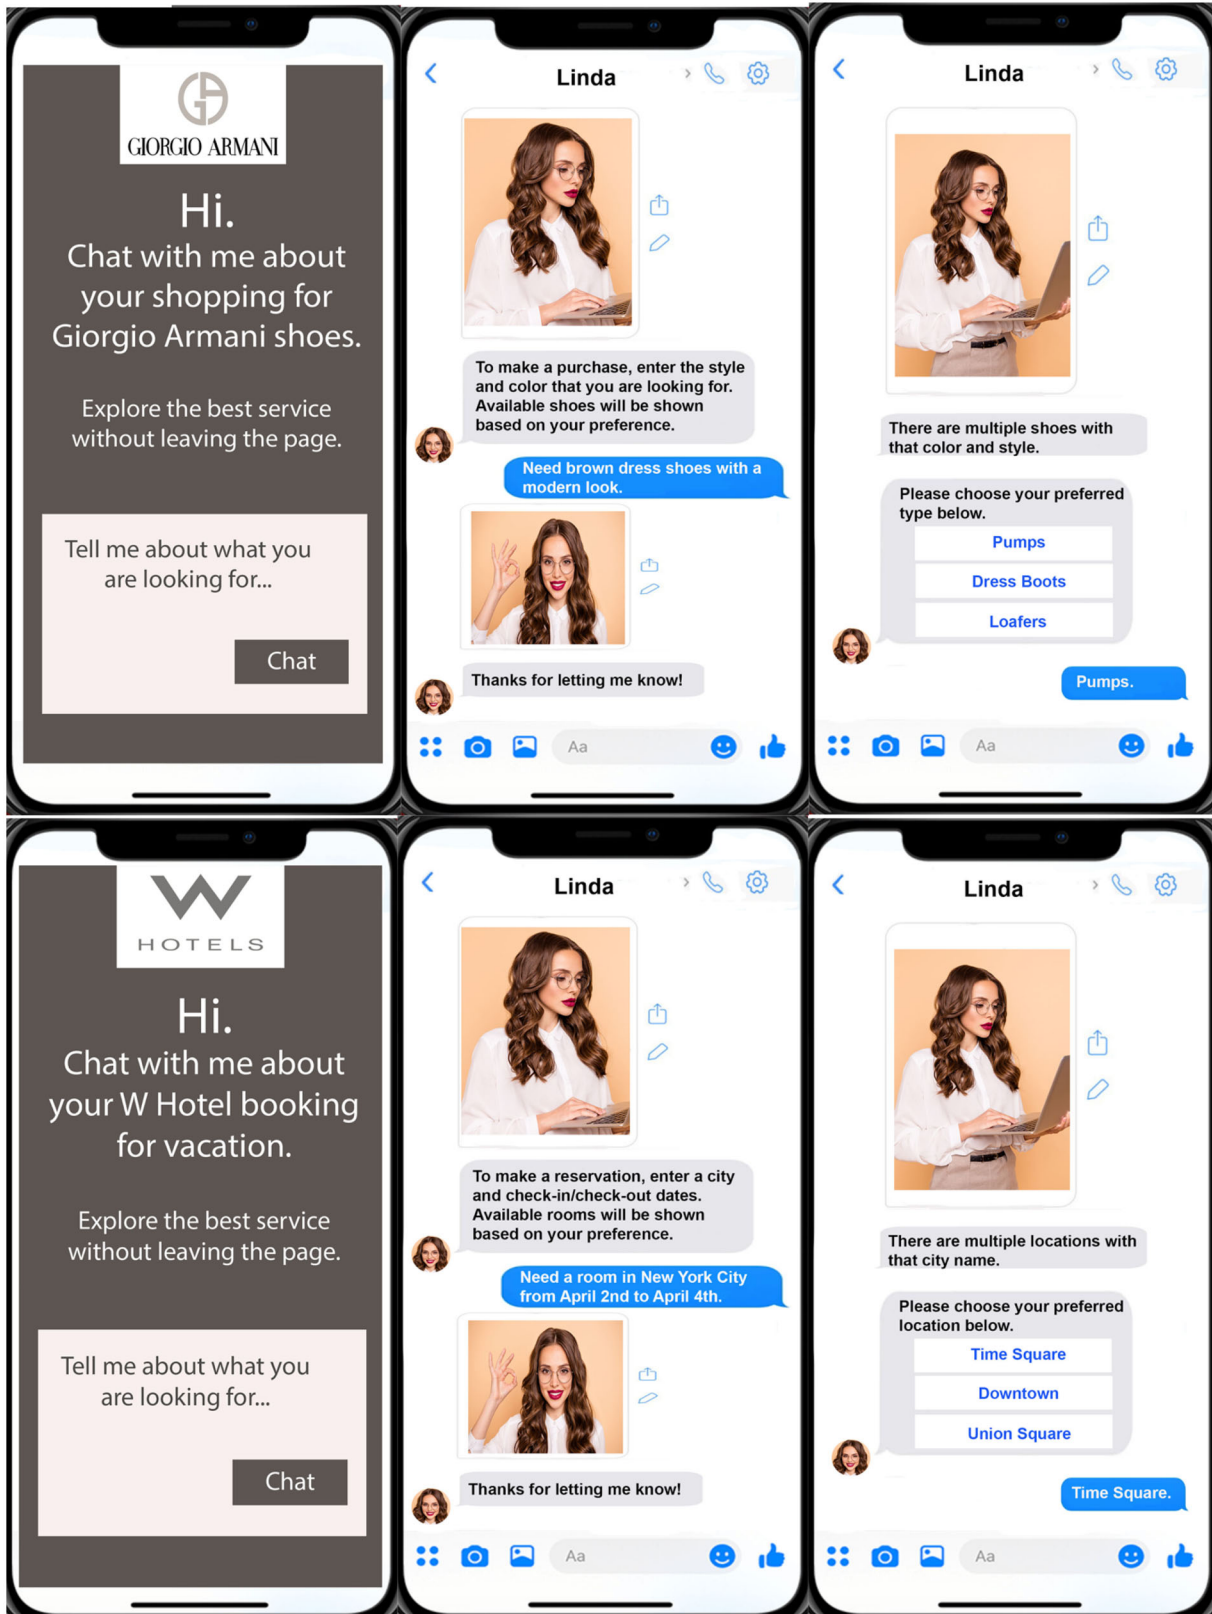 GIORGIO ARMANI
Hi.
Chat with me about
your shopping for
Giorgio Armani shoes.
Explore the best service
without leaving the page.
Tell me about what you
are looking for...
Chat
Linda
To make a purchase, enter the style
and color that you are looking for.
Available shoes will be shown
based on your preference.
Need brown dress shoes with a
modern look.
Thanks for letting me know!
Aa
Linda
There are multiple shoes with
that color and style.
Please choose your preferred
type below.
Pumps
Dress Boots
Loafers
Pumps.
Aa
W
HOTELS
Hi.
Chat with me about
your W Hotel booking
for vacation.
Explore the best service
without leaving the page.
Tell me about what you
are looking for...
Chat
Linda
To make a reservation, enter a city
and check-in/check-out dates.
Available rooms will be shown
based on your preference.
Need a room in New York City
from April 2nd to April 4th.
Thanks for letting me know!
Aa
Linda
There are multiple locations with
that city name.
Please choose your preferred
location below.
Time Square
Downtown
Union Square
Time Square.
Aa